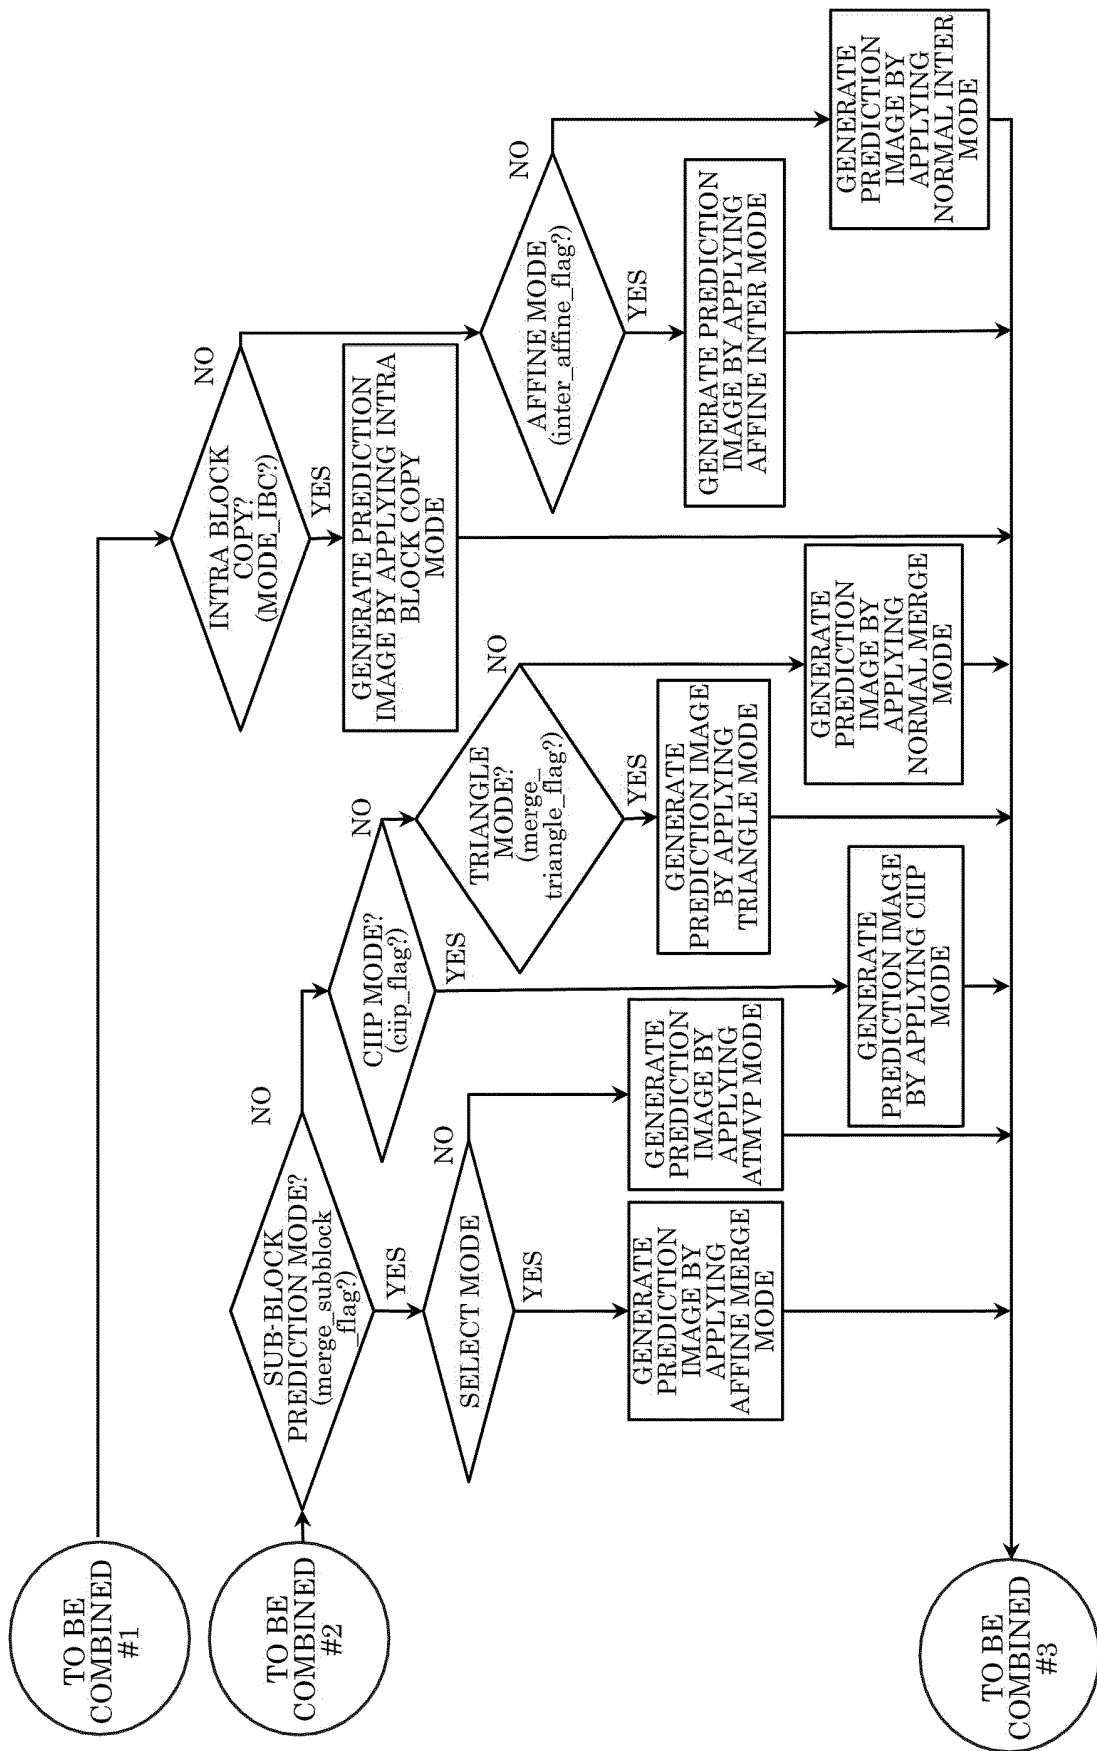 TO BE
COMBINED
#1
INTRA BLOCK
COPY?
(MODE_IBC?)
NO
YES
GENERATE PREDICTION
IMAGE BY APPLYING INTRA
BLOCK COPY
MODE
AFFINE MODE
(inter_affine_flag?)
NO
YES
GENERATE PREDICTION
IMAGE BY APPLYING
AFFINE INTER MODE
GENERATE
PREDICTION
IMAGE BY
APPLYING
NORMAL INTER
MODE
TO BE
COMBINED
#2
SUB-BLOCK
PREDICTION MODE?
(merge_subblock
_flag?)
NO
YES
SELECT MODE
NO
YES
GENERATE
PREDICTION
IMAGE BY
APPLYING
AFFINE MERGE
MODE
GENERATE
PREDICTION
IMAGE BY
APPLYING
ATMVP MODE
CIIP MODE?
(ciip_flag?)
NO
YES
GENERATE
PREDICTION IMAGE
BY APPLYING CIIP
MODE
TRIANGLE
MODE?
(merge_
triangle_flag?)
NO
YES
GENERATE
PREDICTION IMAGE
BY APPLYING
TRIANGLE MODE
GENERATE
PREDICTION
IMAGE BY
APPLYING
NORMAL MERGE
MODE
TO BE
COMBINED
#3